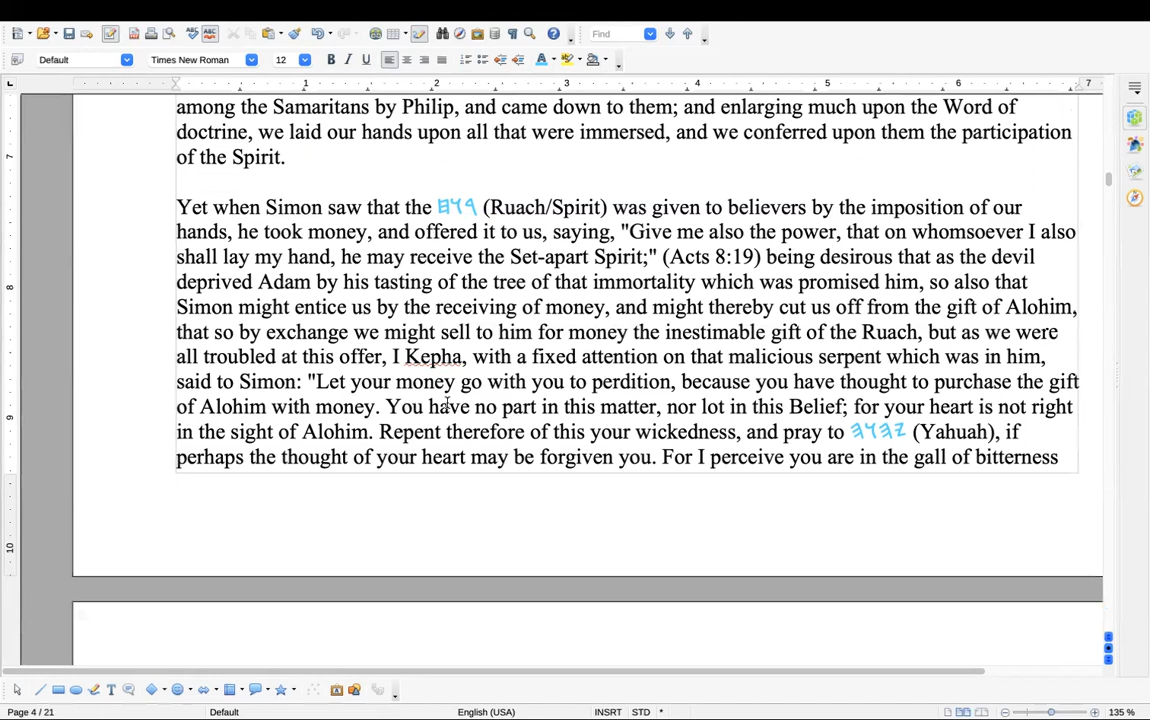 Default
Times New Roman
12
Find
1 2 3 4 5 6 7
among the Samaritans by Philip, and came down to them; and enlarging much upon the Word of
doctrine, we laid our hands upon all that were immersed, and we conferred upon them the participation
of the Spirit.
Yet when Simon saw that the 𐤓𐤅𐤇 (Ruach/Spirit) was given to believers by the imposition of our
hands, he took money, and offered it to us, saying, "Give me also the power, that on whomsoever I also
shall lay my hand, he may receive the Set-apart Spirit;" (Acts 8:19) being desirous that as the devil
deprived Adam by his tasting of the tree of that immortality which was promised him, so also that
Simon might entice us by the receiving of money, and might thereby cut us off from the gift of Alohim,
that so by exchange we might sell to him for money the inestimable gift of the Ruach, but as we were
all troubled at this offer, I Kepha, with a fixed attention on that malicious serpent which was in him,
said to Simon: "Let your money go with you to perdition, because you have thought to purchase the gift
of Alohim with money. You have no part in this matter, nor lot in this Belief; for your heart is not right
in the sight of Alohim. Repent therefore of this your wickedness, and pray to 𐤉𐤄𐤅𐤄 (Yahuah), if
perhaps the thought of your heart may be forgiven you. For I perceive you are in the gall of bitterness
7
8
9
10
Page 4 / 21
Default
English (USA)
INSRT
STD
*
135 %